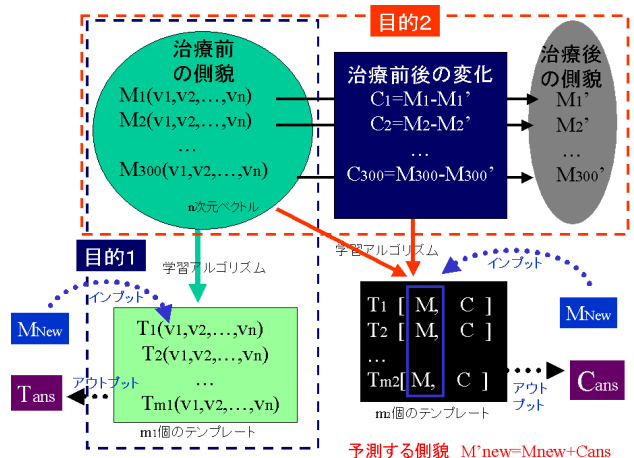 目的2
治療前
の側貌
M1(v1,v2,…,vn)
M2(v1,v2,…,vn)
…
M300(v1,v2,…,vn)
n次元ベクトル
治療前後の変化
C1=M1-M1’
C2=M2-M2’
…
C300=M300-M300’
治療後
の側貌
M1’
M2’
…
M300’
目的1
学習アルゴリズム
学習アルゴリズム
インプット
MNew
T1(v1,v2,…,vn)
T2(v1,v2,…,vn)
…
Tm1(v1,v2,…,vn)
アウトプット
Tans
m1個のテンプレート
インプット
MNew
T1 [ M, C ]
T2 [ M, C ]
…
Tm2[ M, C ]
アウト
プット
Cans
m2個のテンプレート
予測する側貌 M’new=Mnew+Cans